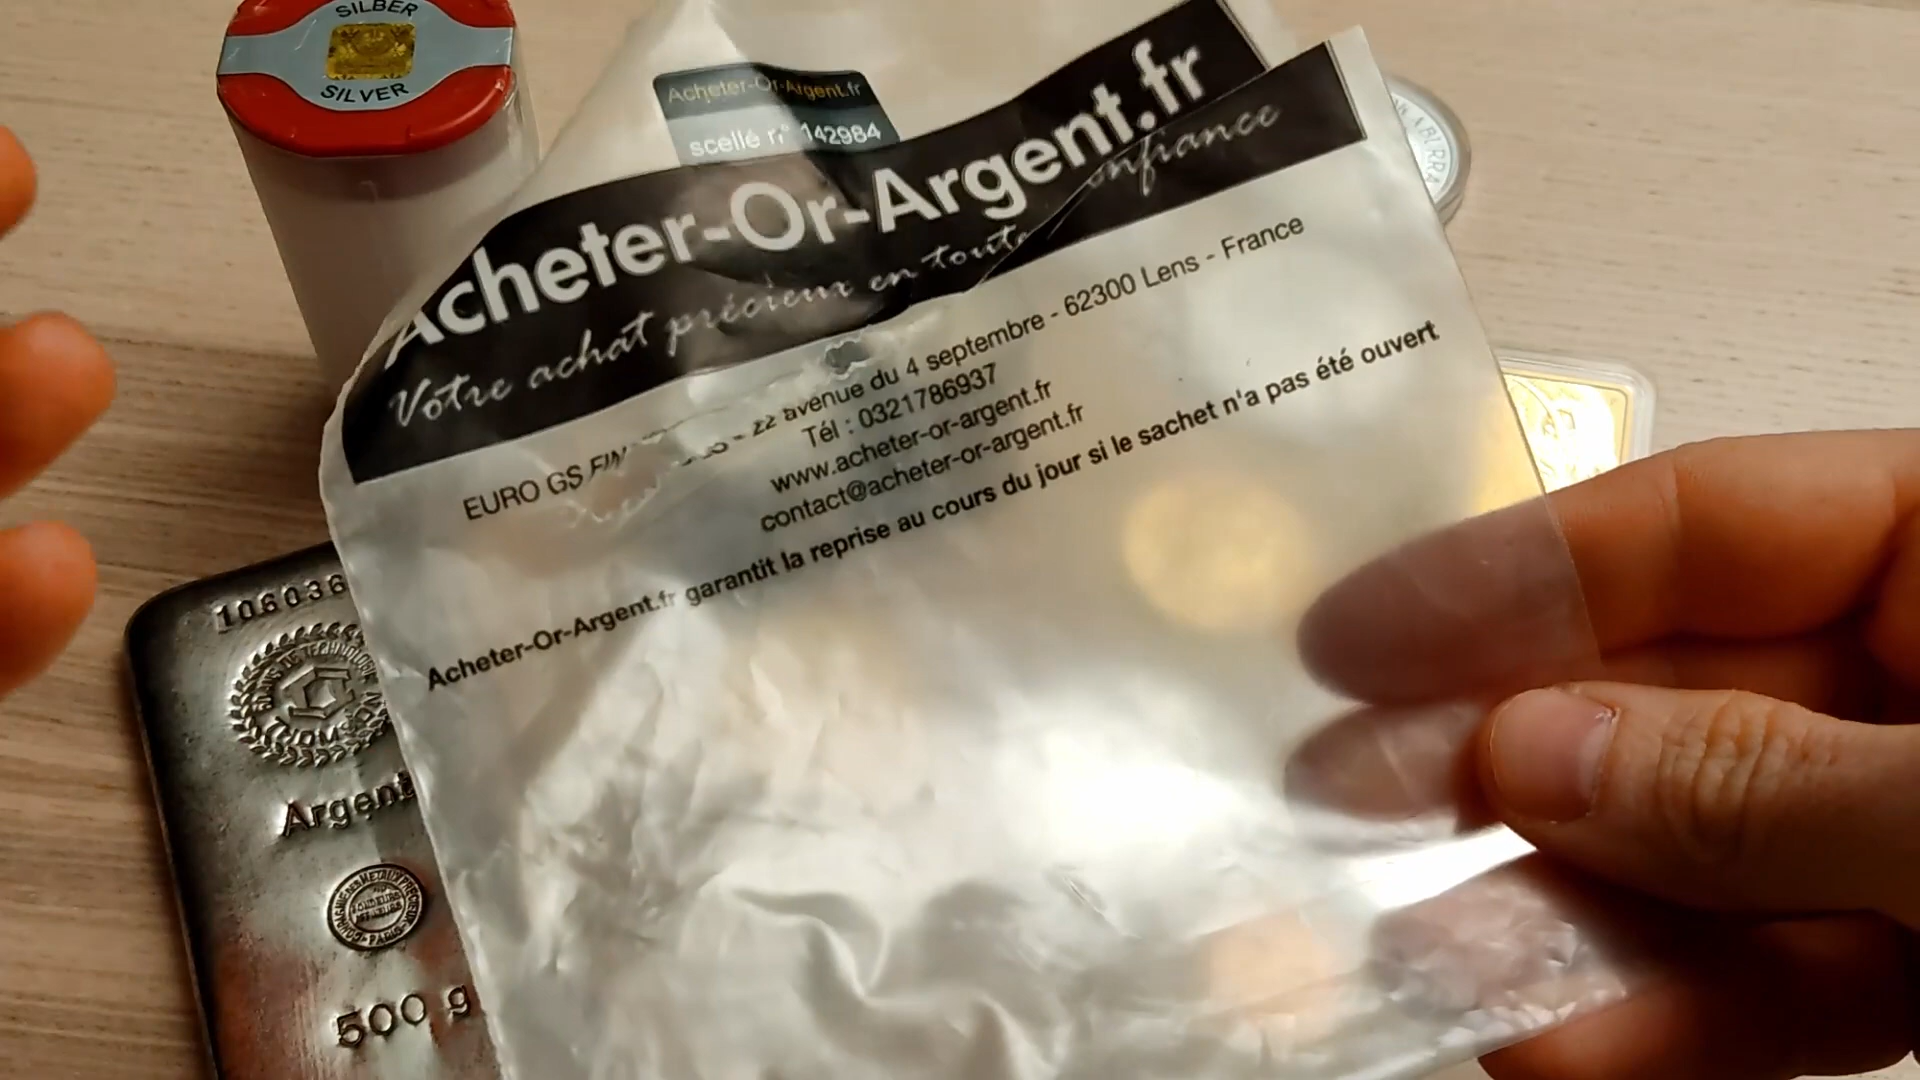 SILBER
SILVER
Acheter-Or-Argent.fr
scellé n° 142984
Acheter-Or-Argent.fr
Votre achat précieux en toute onfiance
EURO GS FIN - 22 avenue du 4 septembre - 62300 Lens - France
Tél : 0321786937
www.acheter-or-argent.fr
contact@acheter-or-argent.fr
Acheter-Or-Argent.fr garantit la reprise au cours du jour si le sachet n'a pas été ouvert
106036
Argent
PARIS
500 g